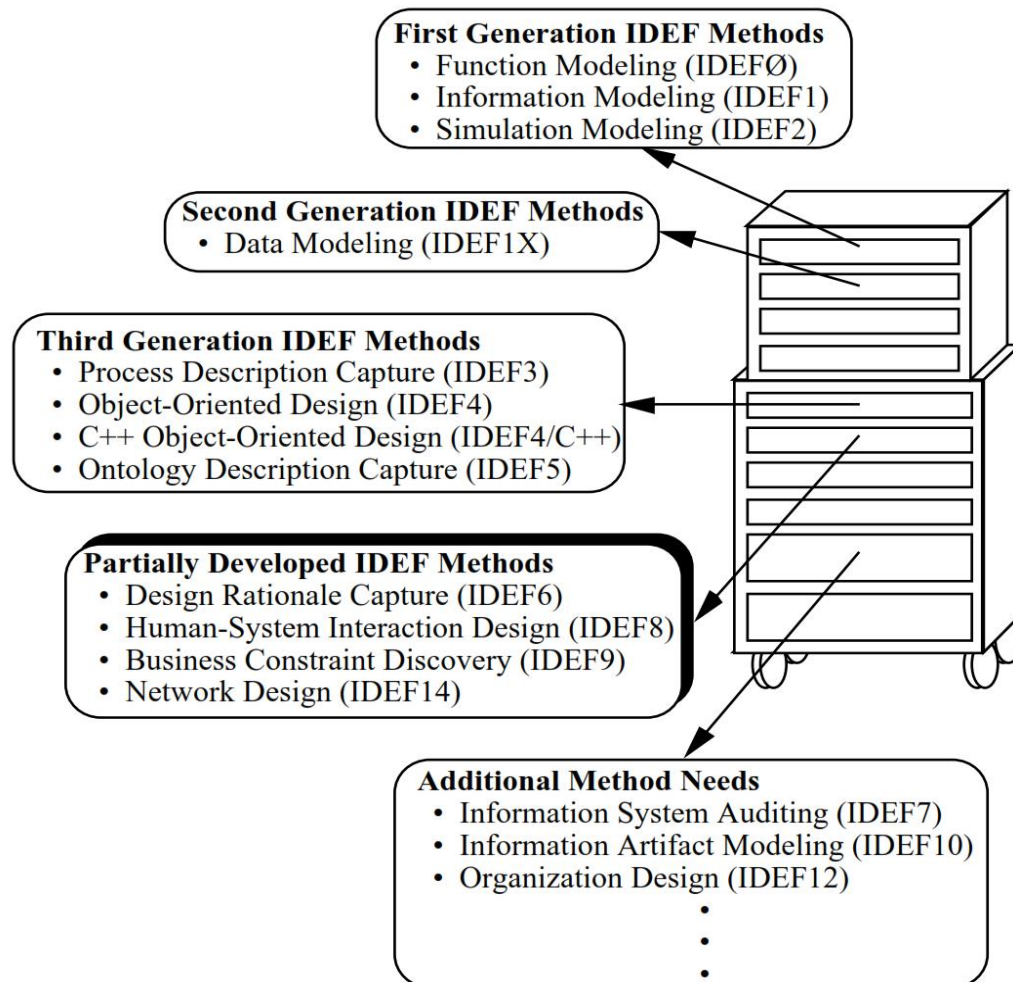 First Generation IDEF Methods
• Function Modeling (IDEFØ)
• Information Modeling (IDEF1)
• Simulation Modeling (IDEF2)
Second Generation IDEF Methods
• Data Modeling (IDEF1X)
Third Generation IDEF Methods
• Process Description Capture (IDEF3)
• Object-Oriented Design (IDEF4)
• C++ Object-Oriented Design (IDEF4/C++)
• Ontology Description Capture (IDEF5)
Partially Developed IDEF Methods
• Design Rationale Capture (IDEF6)
• Human-System Interaction Design (IDEF8)
• Business Constraint Discovery (IDEF9)
• Network Design (IDEF14)
Additional Method Needs
• Information System Auditing (IDEF7)
• Information Artifact Modeling (IDEF10)
• Organization Design (IDEF12)
•
•
•